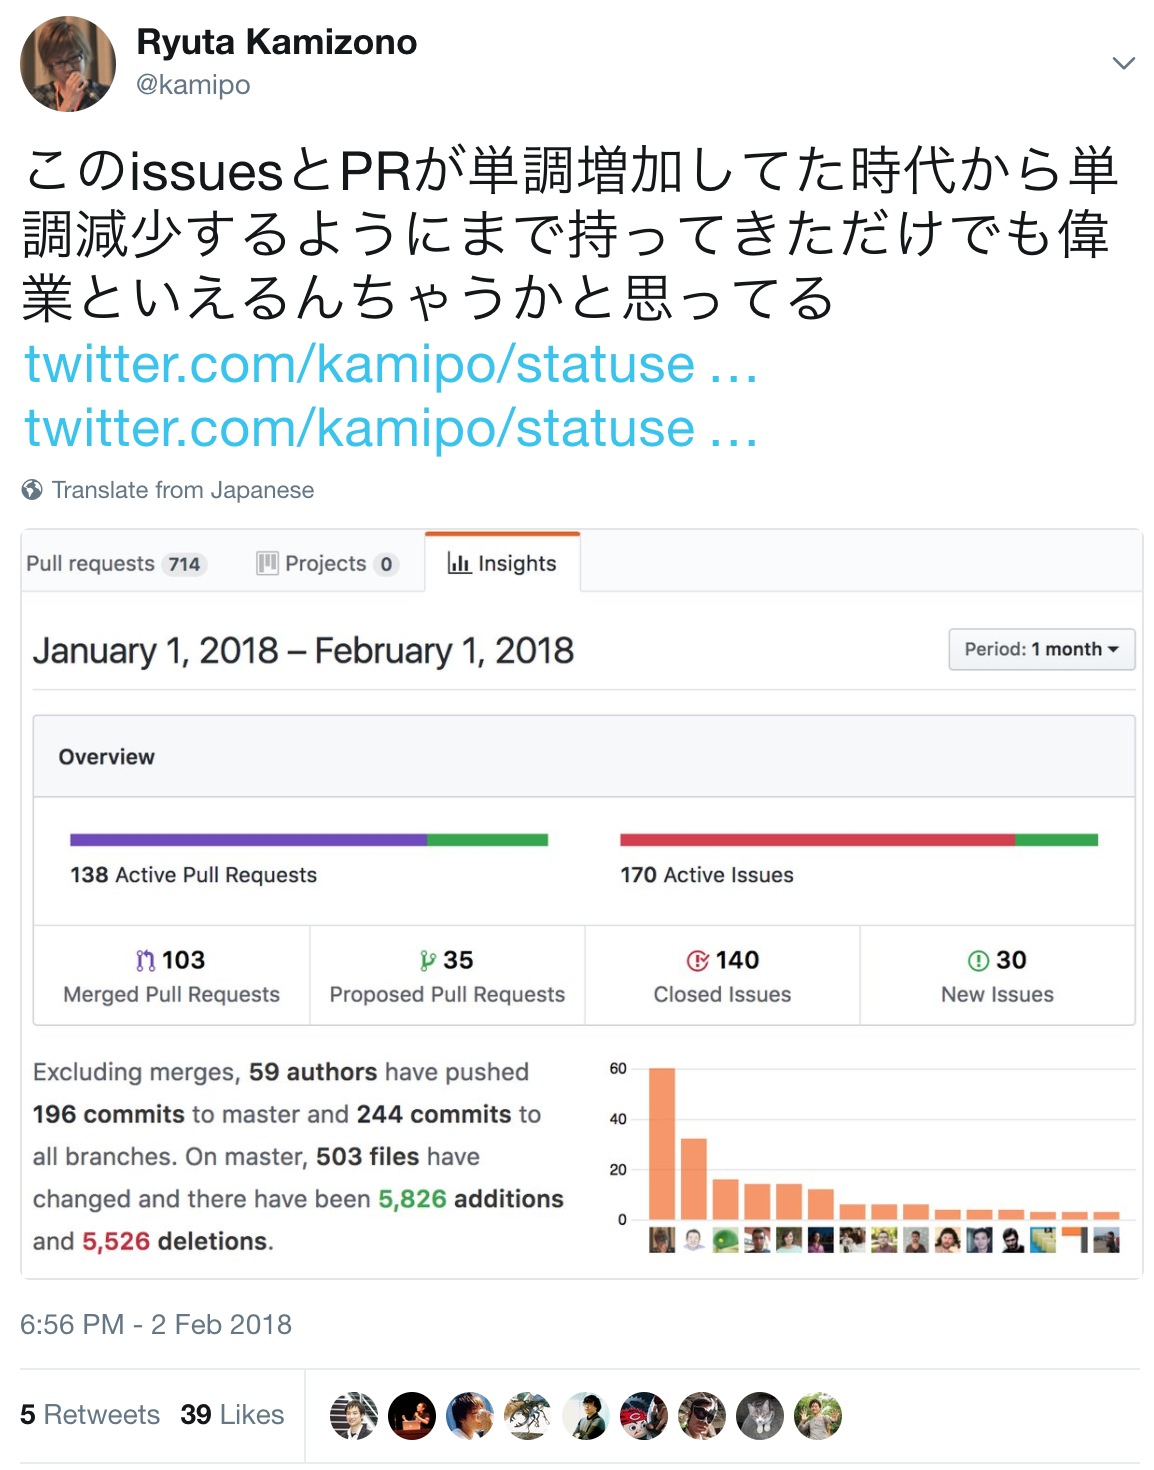 Ryuta Kamizono
@kamipo
このissuesとPRが単調増加してた時代から単
調減少するようにまで持ってきただけでも偉
業といえるんちゃうかと思ってる
twitter.com/kamipo/statuse ...
twitter.com/kamipo/statuse ...
Translate from Japanese
Pull requests 714 Projects 0 Insights
January 1, 2018 – February 1, 2018
Period: 1 month
Overview
138 Active Pull Requests
170 Active Issues
103
Merged Pull Requests
35
Proposed Pull Requests
140
Closed Issues
30
New Issues
Excluding merges, 59 authors have pushed
196 commits to master and 244 commits to
all branches. On master, 503 files have
changed and there have been 5,826 additions
and 5,526 deletions.
60
40
20
0
6:56 PM - 2 Feb 2018
5 Retweets 39 Likes